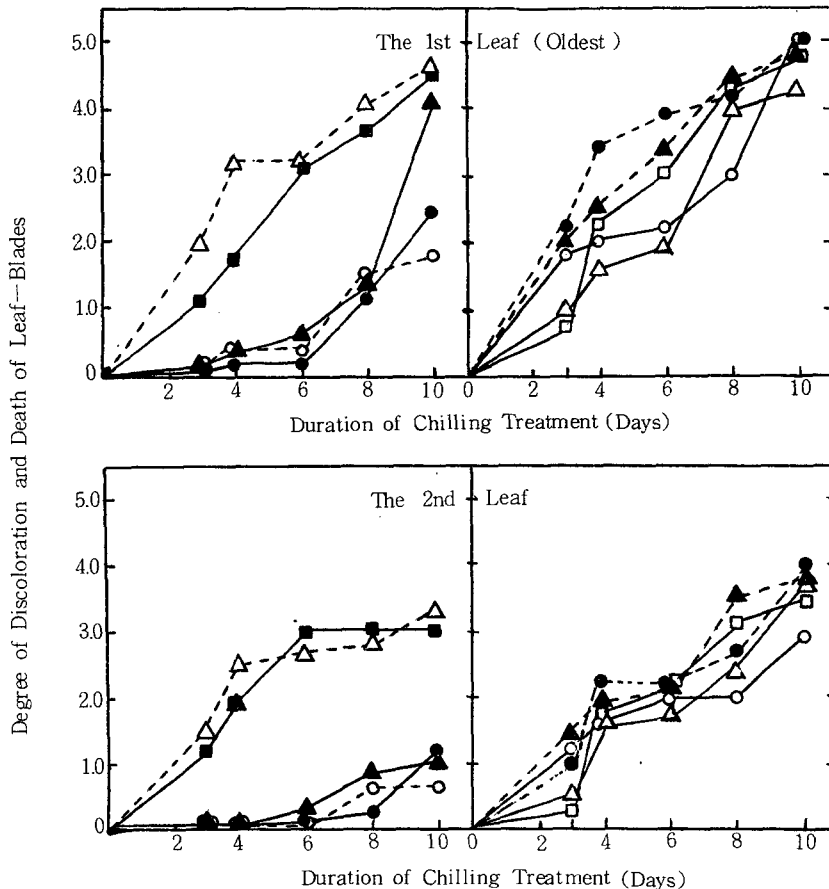 Degree of Discoloration and Death of Leaf—Blades
The 1st Leaf (Oldest)
5.0
4.0
3.0
2.0
1.0
0
2 4 6 8 10 0 2 4 6 8 10
Duration of Chilling Treatment (Days)
The 2nd Leaf
5.0
4.0
3.0
2.0
1.0
0
2 4 6 8 10 0 2 4 6 8 10
Duration of Chilling Treatment (Days)